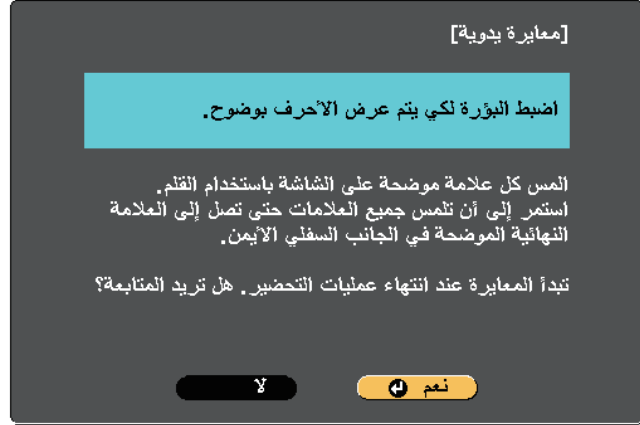 [معايرة يدوية]
اضبط البؤرة لكي يتم عرض الأحرف بوضوح.
المس كل علامة موضحة على الشاشة باستخدام القلم.
استمر إلى أن تلمس جميع العلامات حتى تصل إلى العلامة
النهائية الموضحة في الجانب السفلي الأيمن.
تبدأ المعايرة عند انتهاء عمليات التحضير. هل تريد المتابعة؟
نعم
لا